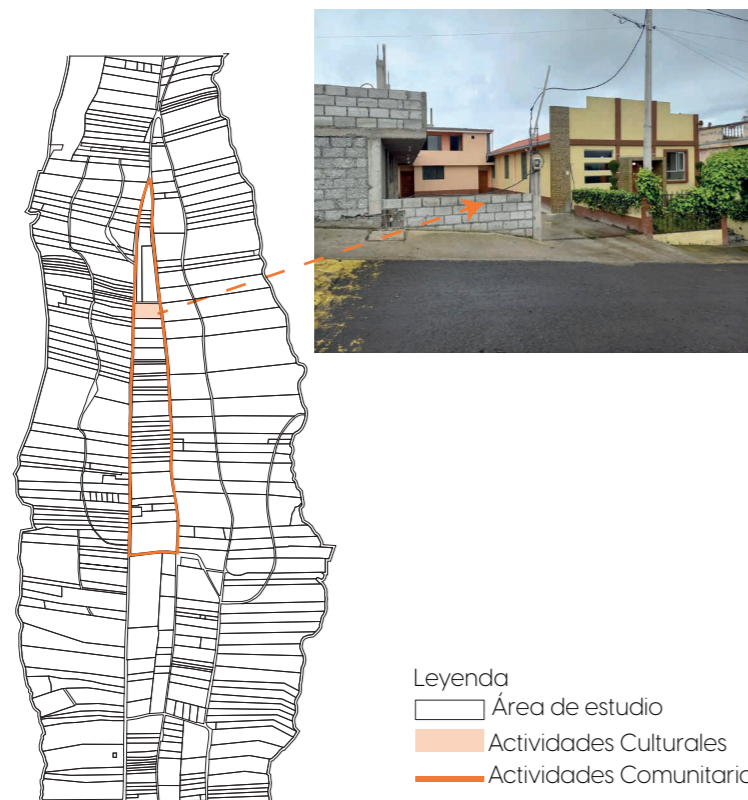 Leyenda
Área de estudio
Actividades Culturales
Actividades Comunitario